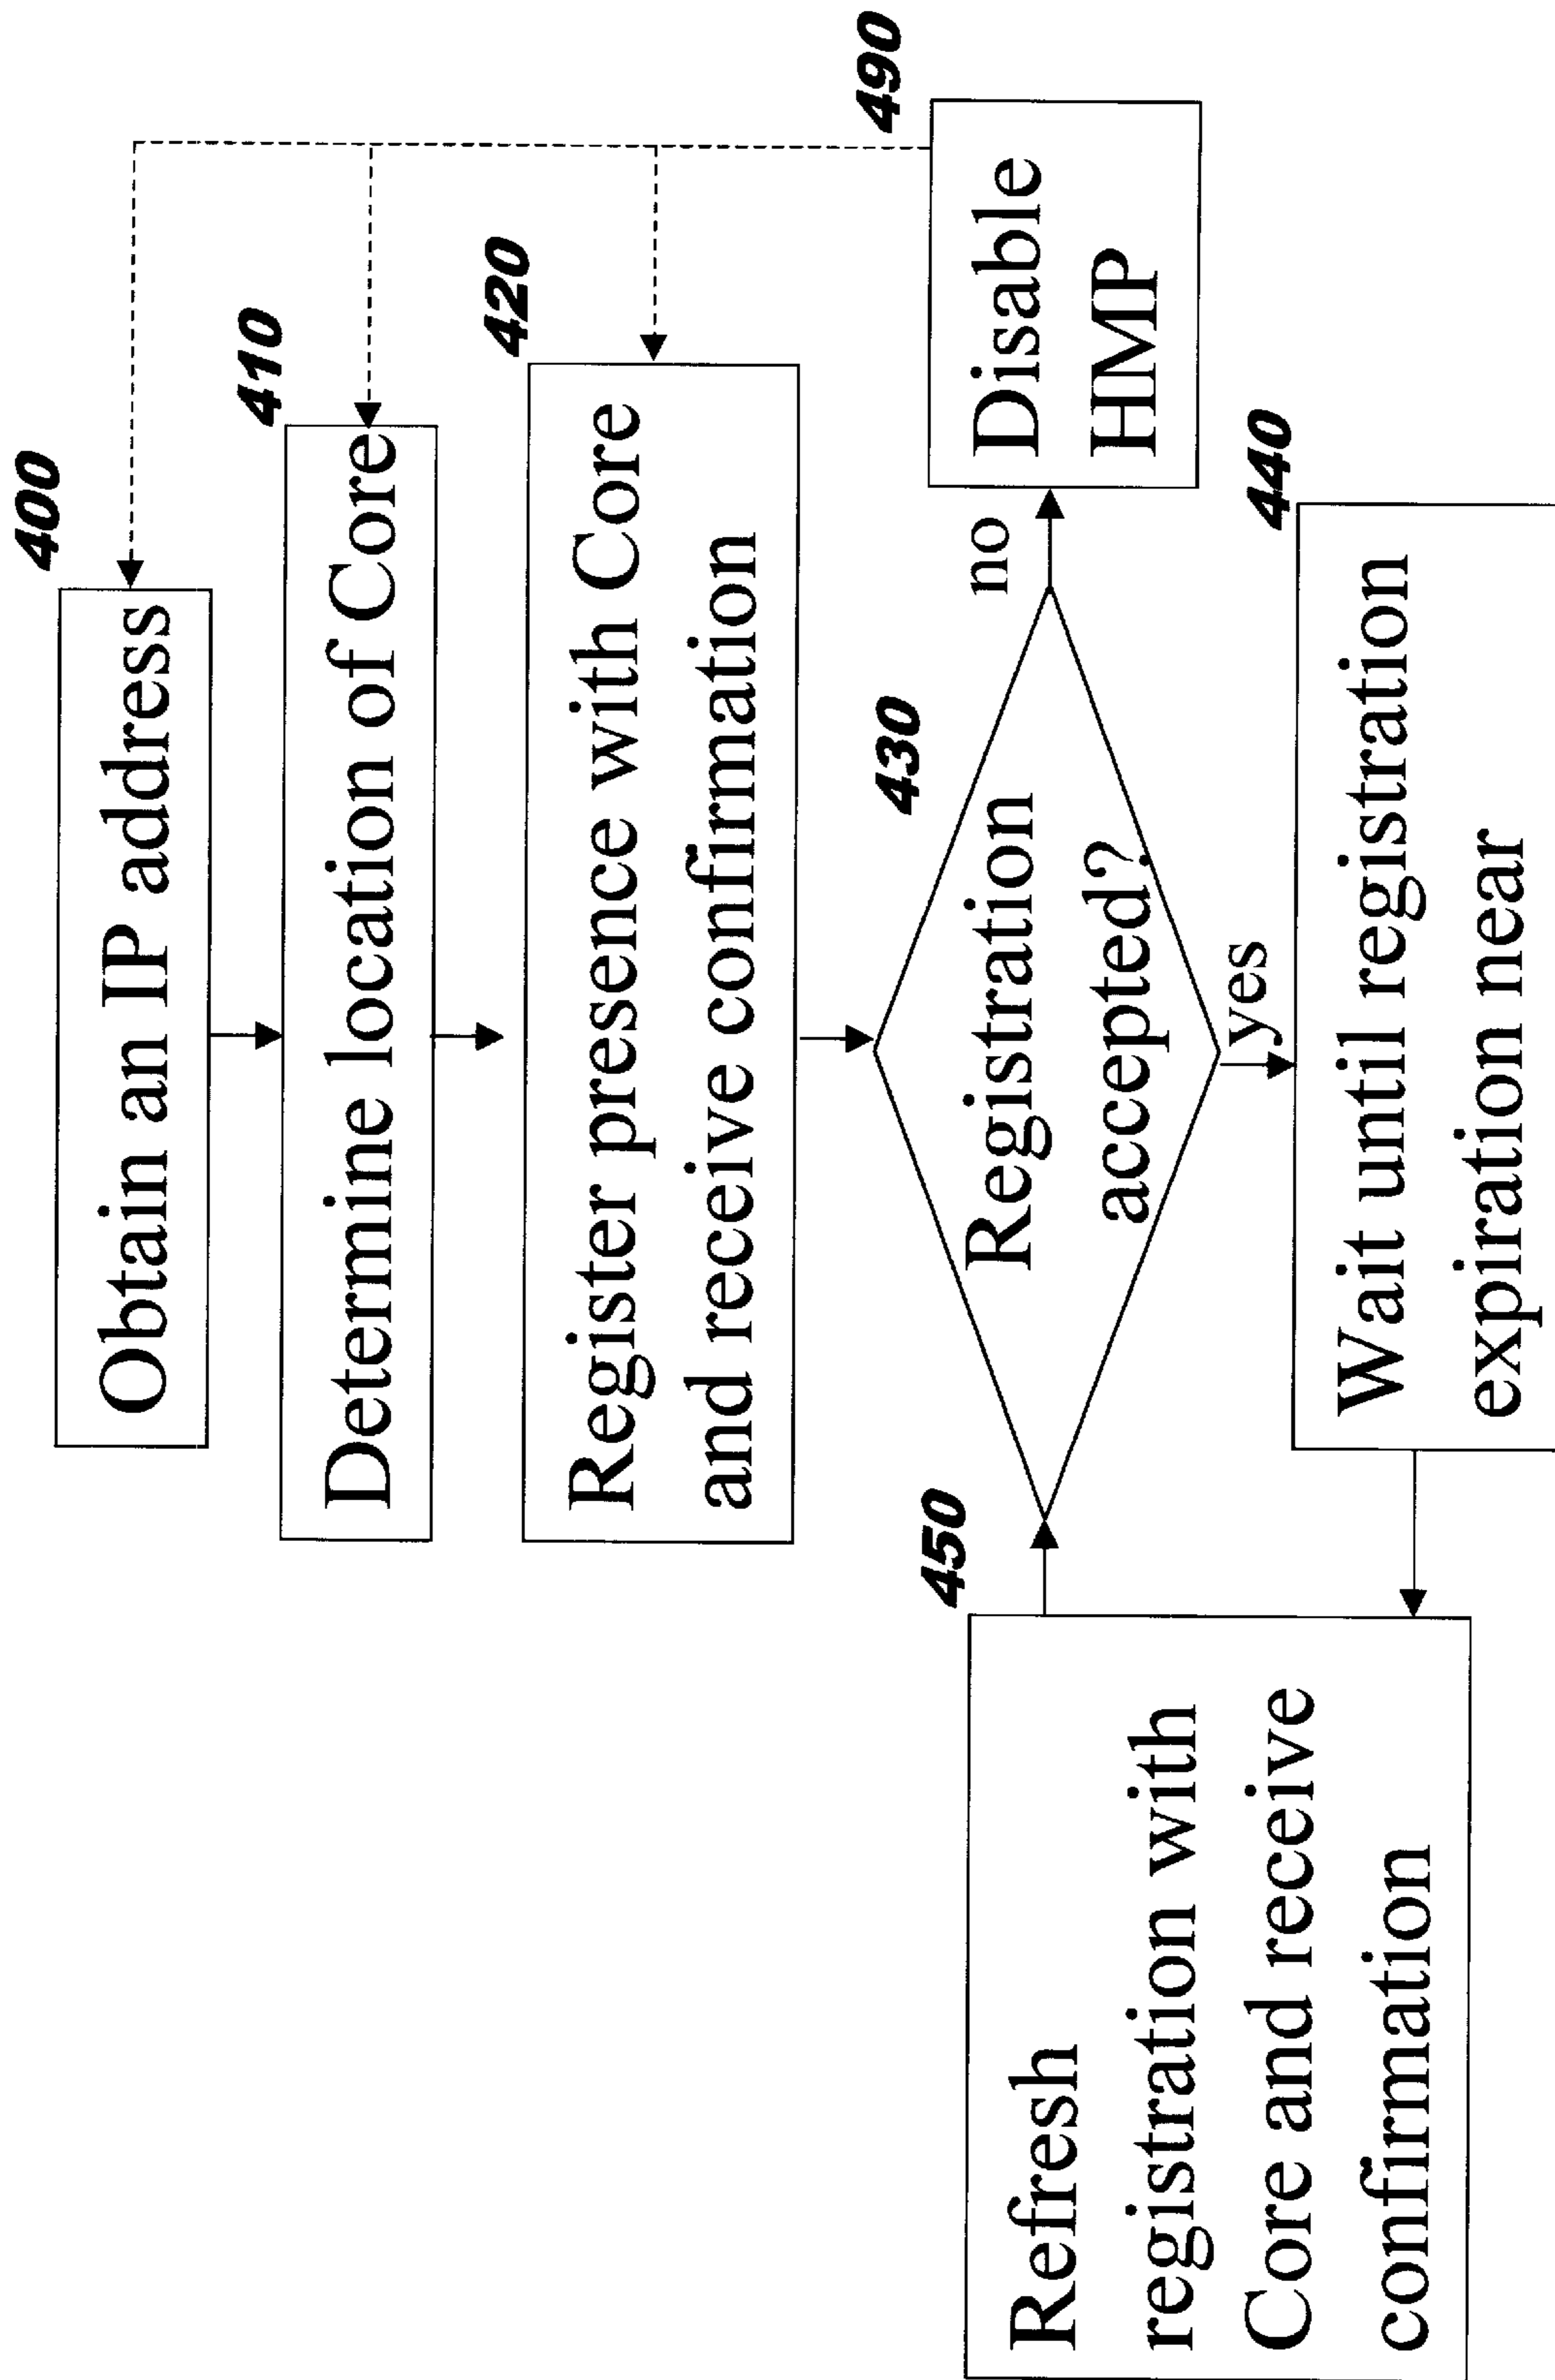 400
Obtain an IP address
410
Determine location of Core
420
Register presence with Core
and receive confirmation
430
Registration
accepted?
no
490
Disable
HMP
yes
440
Wait until registration
expiration near
450
Refresh
registration with
Core and receive
confirmation